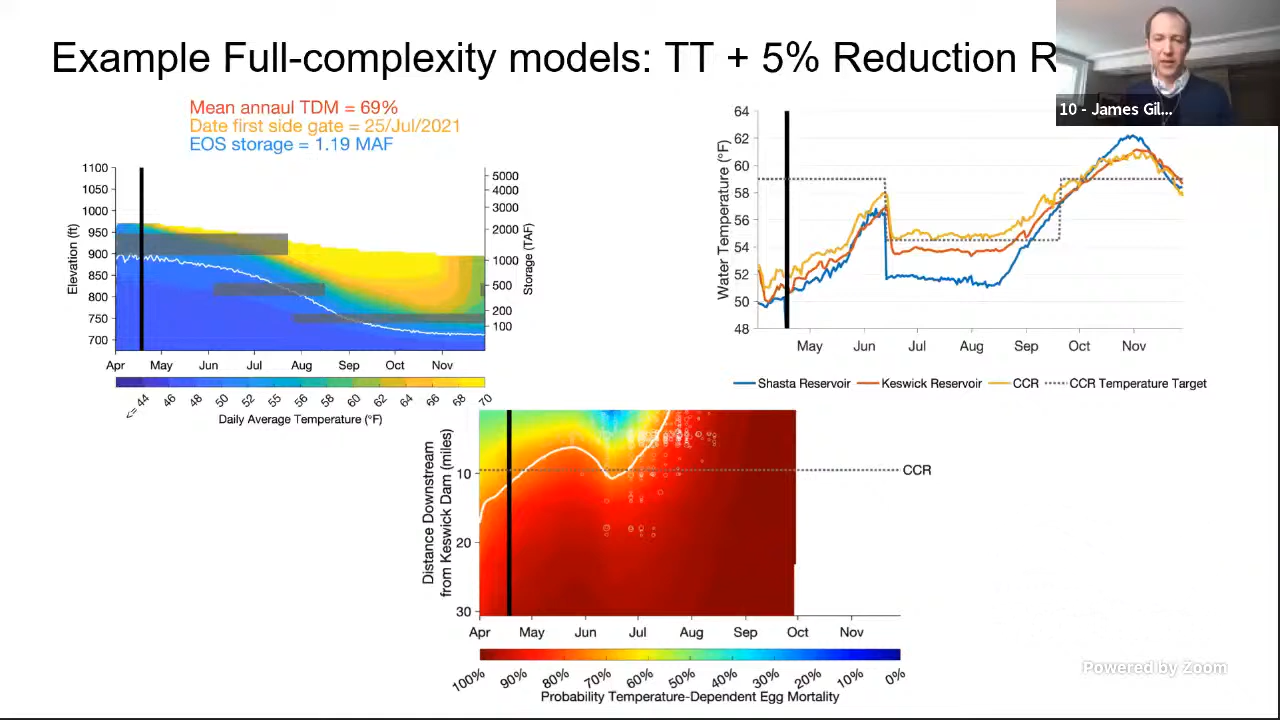 Example Full-complexity models: TT + 5% Reduction R
10 - James Gil...
Mean annaul TDM = 69%
Date first side gate = 25/Jul/2021
EOS storage = 1.19 MAF
1100
1050
1000
950
900
850
800
750
700
Elevation (ft)
5000
4000
3000
2000
1000
500
200
100
Storage (TAF)
Apr May Jun Jul Aug Sep Oct Nov
<= 44 46 48 50 52 54 56 58 60 62 64 66 68 70
Daily Average Temperature (°F)
64
62
60
58
56
54
52
50
48
Water Temperature (°F)
May Jun Jul Aug Sep Oct Nov
Shasta Reservoir Keswick Reservoir CCR CCR Temperature Target
Distance Downstream
from Keswick Dam (miles)
10
20
30
CCR
Apr May Jun Jul Aug Sep Oct Nov
100% 90% 80% 70% 60% 50% 40% 30% 20% 10% 0%
Probability Temperature-Dependent Egg Mortality
Powered by Zoom